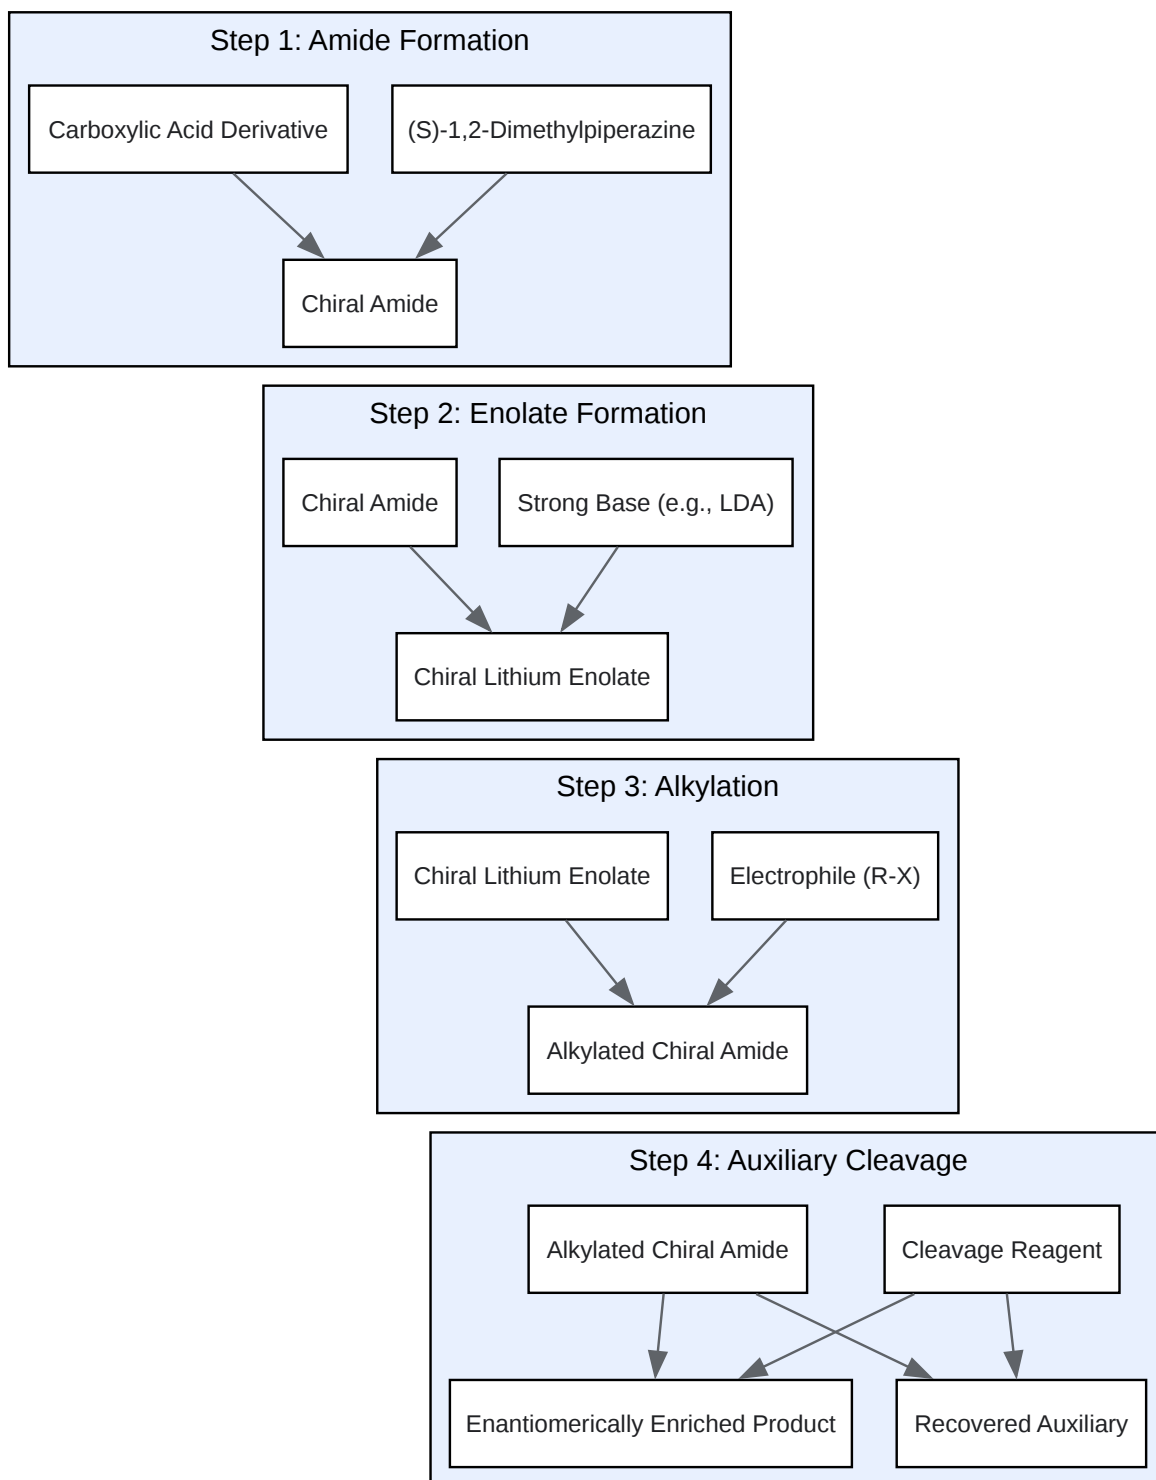 Step 1: Amide Formation
Carboxylic Acid Derivative
(S)-1,2-Dimethylpiperazine
Chiral Amide
Step 2: Enolate Formation
Chiral Amide
Strong Base (e.g., LDA)
Chiral Lithium Enolate
Step 3: Alkylation
Chiral Lithium Enolate
Electrophile (R-X)
Alkylated Chiral Amide
Step 4: Auxiliary Cleavage
Alkylated Chiral Amide
Cleavage Reagent
Enantiomerically Enriched Product
Recovered Auxiliary